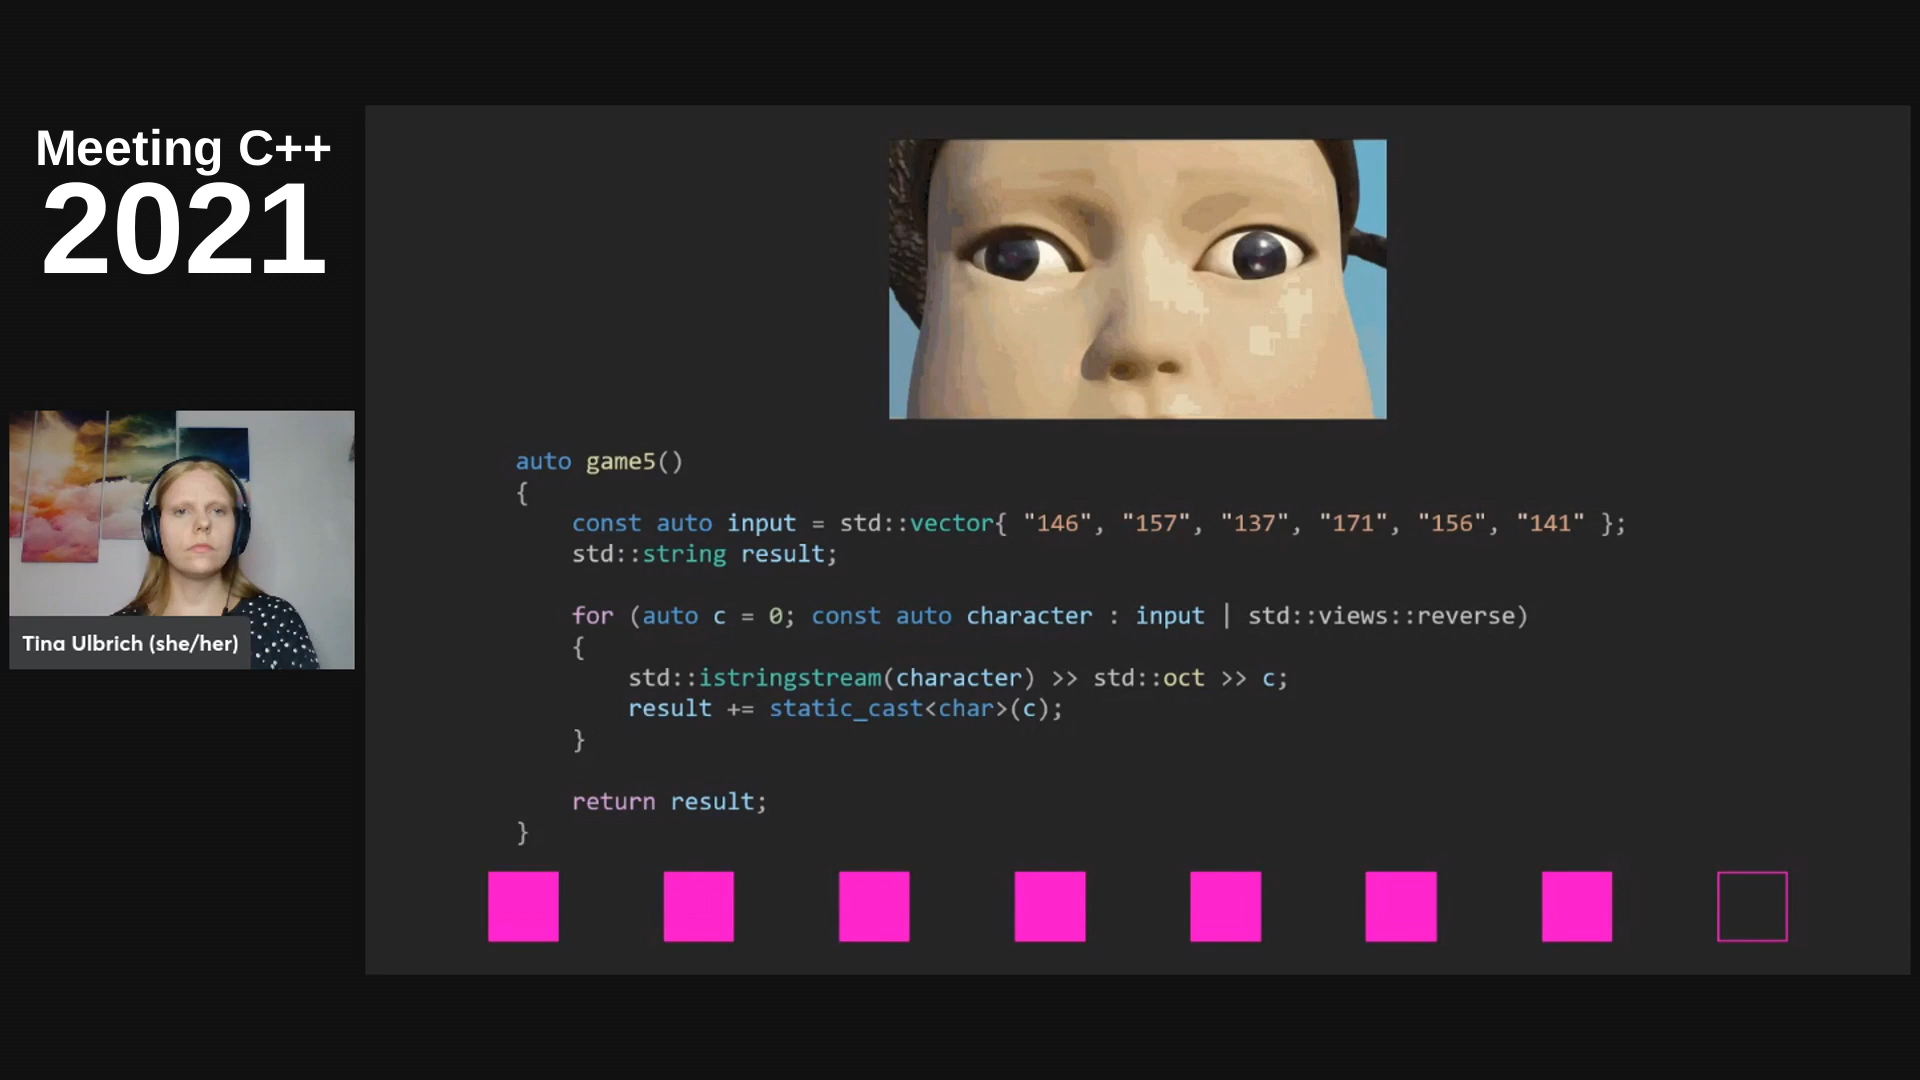 Meeting C++
2021
Tina Ulbrich (she/her)
auto game5()
{
    const auto input = std::vector{ "146", "157", "137", "171", "156", "141" };
    std::string result;
    for (auto c = 0; const auto character : input | std::views::reverse)
    {
        std::istringstream(character) >> std::oct >> c;
        result += static_cast<char>(c);
    }
    return result;
}